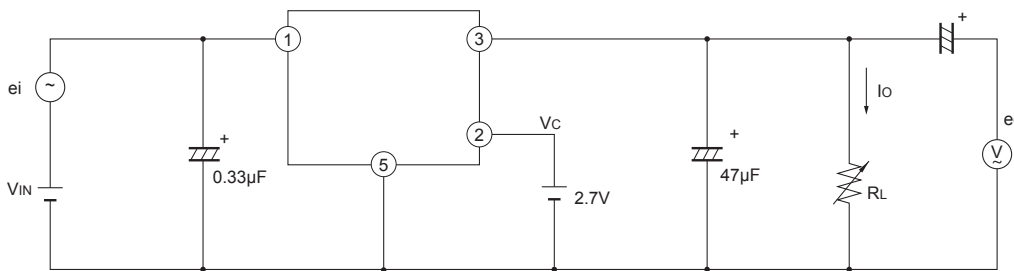 +
1
3
ei
~
IO
VC
e
2
+
+
V
~
0.33µF
5
47µF
VIN
2.7V
RL